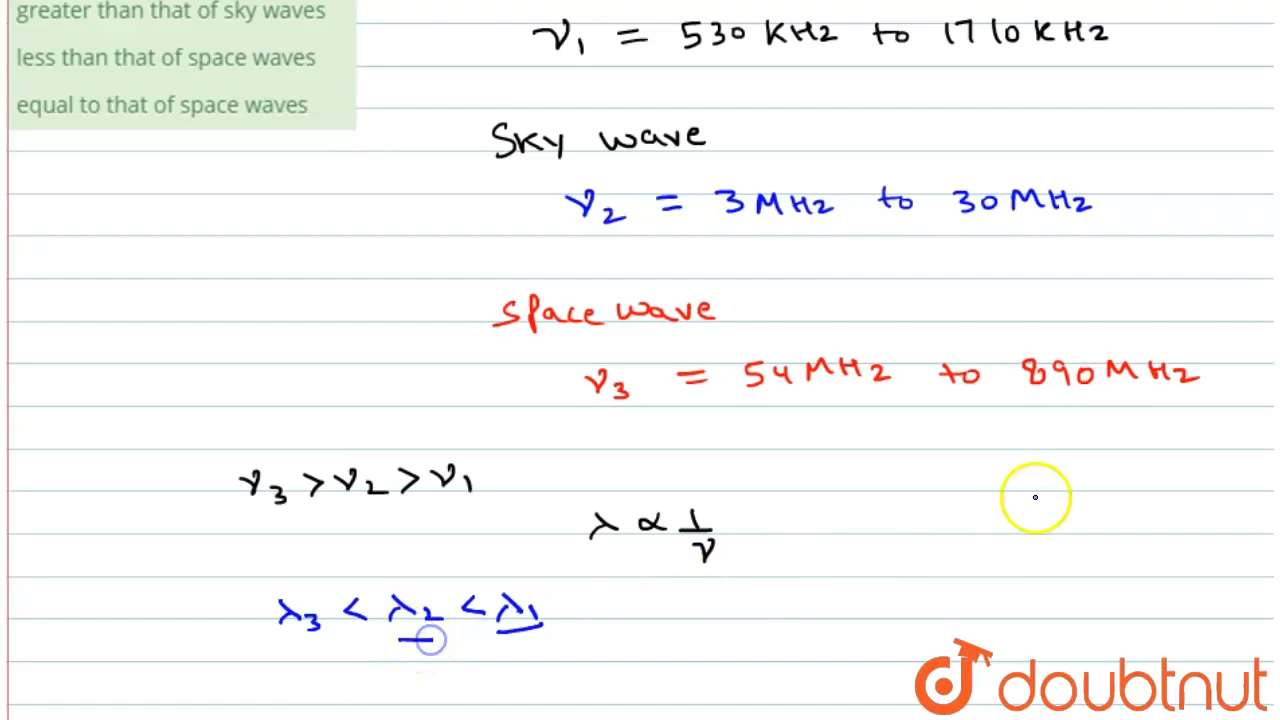 greater than that of sky waves
less than that of space waves
equal to that of space waves
ν₁ = 530 KHz to 1710 KHz
Sky wave
ν₂ = 3 MHz to 30 MHz
Space wave
ν₃ = 54 MHz to 890 MHz
ν₃ > ν₂ > ν₁
λ ∝ 1/ν
λ₃ < λ₂ < λ₁
doubtnut